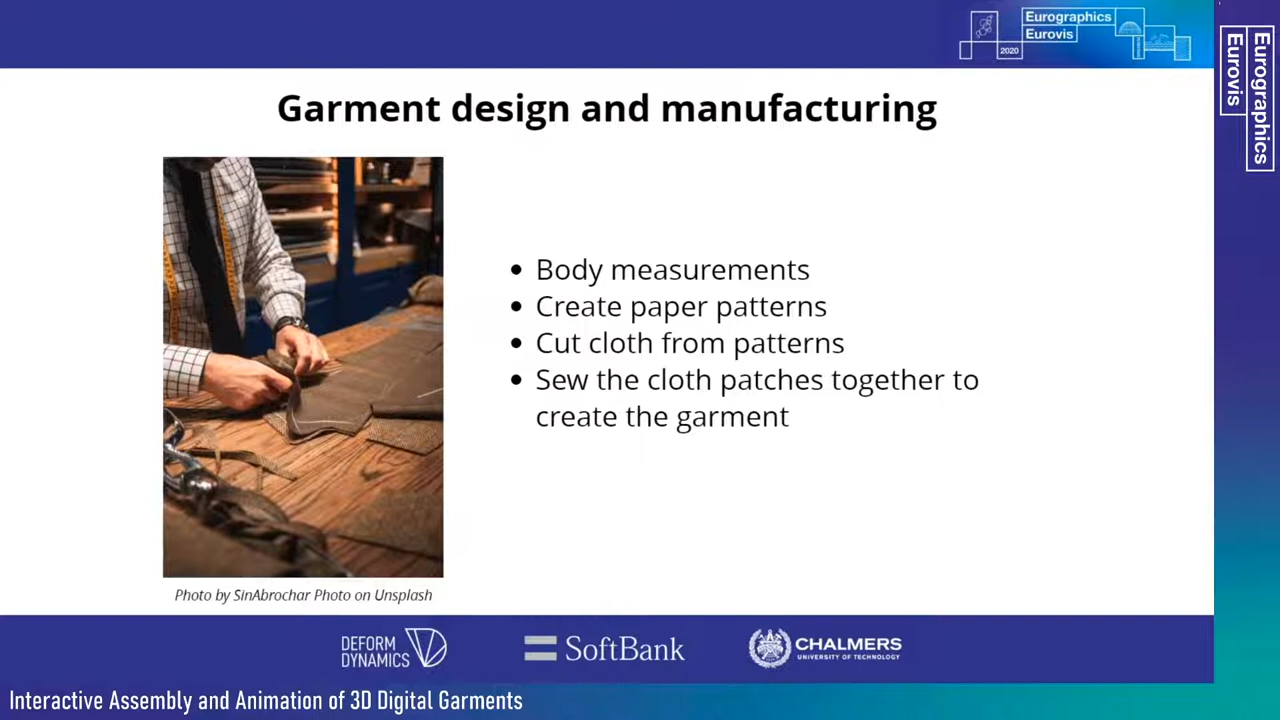 Eurographics
Eurovis
2020
Eurographics
Eurovis
Garment design and manufacturing
• Body measurements
• Create paper patterns
• Cut cloth from patterns
• Sew the cloth patches together to
create the garment
Photo by SinAbrochar Photo on Unsplash
DEFORM
DYNAMICS
SoftBank
CHALMERS
UNIVERSITY OF TECHNOLOGY
Interactive Assembly and Animation of 3D Digital Garments